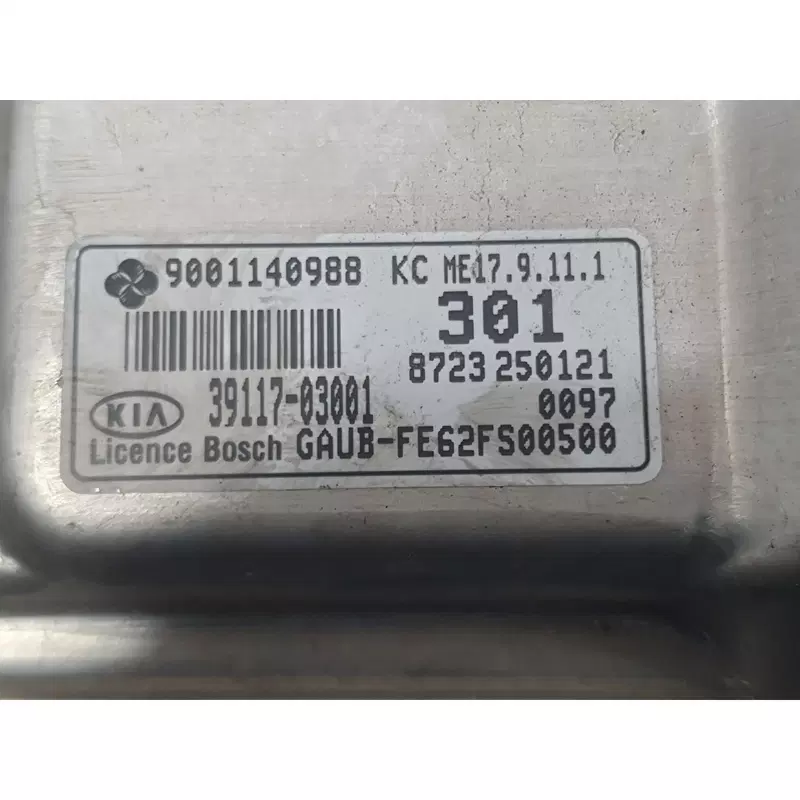 9001140988 KC ME17.9.11.1
301
8723 250121
KIA 39117-03001 0097
Licence Bosch GAUB-FE62FS00500